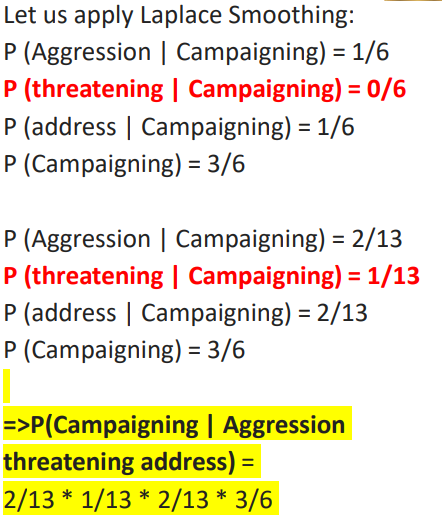 Let us apply Laplace Smoothing:
P (Aggression | Campaigning) = 1/6
P (threatening | Campaigning) = 0/6
P (address | Campaigning) = 1/6
P (Campaigning) = 3/6
P (Aggression | Campaigning) = 2/13
P (threatening | Campaigning) = 1/13
P (address | Campaigning) = 2/13
P (Campaigning) = 3/6
=>P(Campaigning | Aggression
threatening address) =
2/13 * 1/13 * 2/13 * 3/6